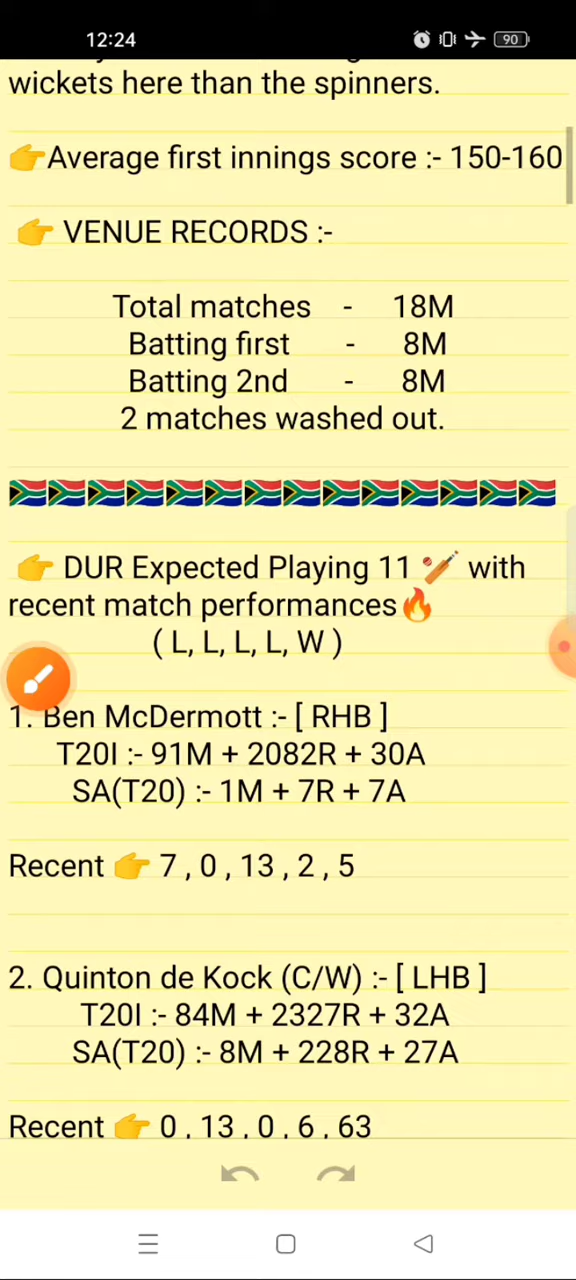 12:24
90
wickets here than the spinners.
👉Average first innings score :- 150-160
👉 VENUE RECORDS :-
Total matches - 18M
Batting first - 8M
Batting 2nd - 8M
2 matches washed out.
🇿🇦🇿🇦🇿🇦🇿🇦🇿🇦🇿🇦🇿🇦🇿🇦🇿🇦🇿🇦🇿🇦🇿🇦🇿🇦🇿🇦
👉 DUR Expected Playing 11 🏏 with
recent match performances🔥
( L, L, L, L, W )
1. Ben McDermott :- [ RHB ]
T20I :- 91M + 2082R + 30A
SA(T20) :- 1M + 7R + 7A
Recent 👉 7 , 0 , 13 , 2 , 5
2. Quinton de Kock (C/W) :- [ LHB ]
T20I :- 84M + 2327R + 32A
SA(T20) :- 8M + 228R + 27A
Recent 👉 0 , 13 , 0 , 6 , 63